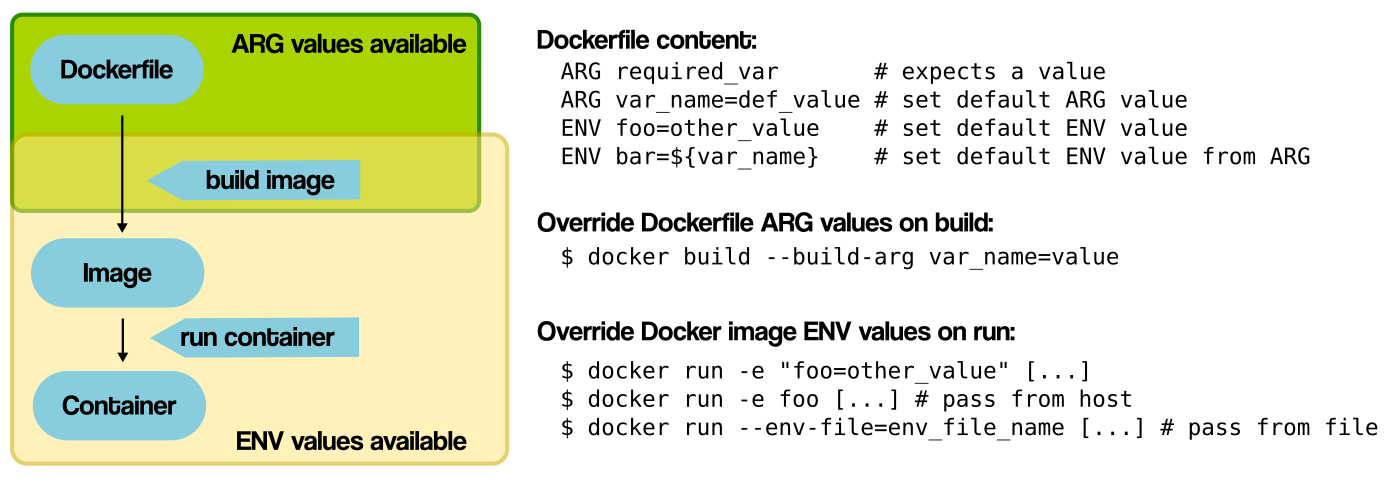 ARG values available
Dockerfile
build image
Image
run container
Container
ENV values available
Dockerfile content:
ARG required_var       # expects a value
ARG var_name=def_value # set default ARG value
ENV foo=other_value    # set default ENV value
ENV bar=${var_name}    # set default ENV value from ARG
Override Dockerfile ARG values on build:
$ docker build --build-arg var_name=value
Override Docker image ENV values on run:
$ docker run -e "foo=other_value" [...]
$ docker run -e foo [...] # pass from host
$ docker run --env-file=env_file_name [...] # pass from file